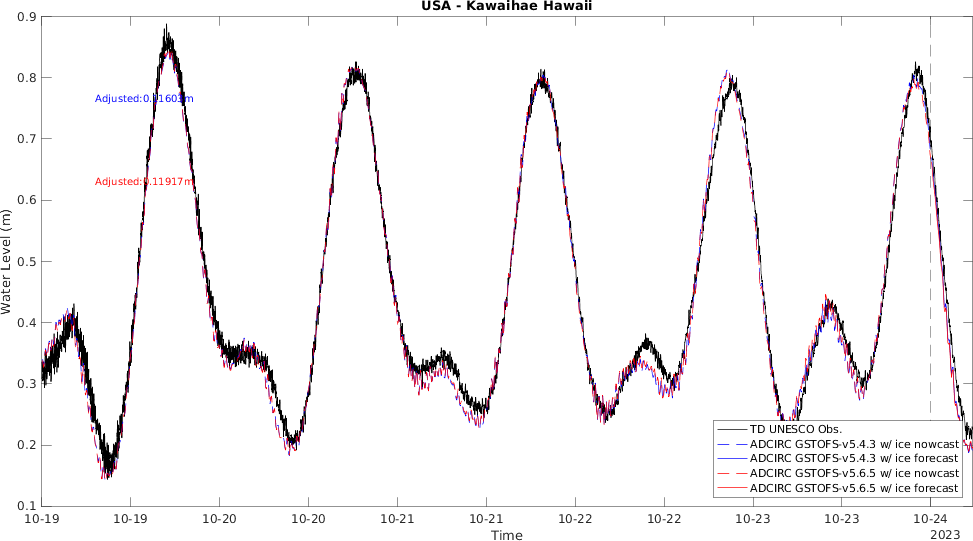 USA - Kawaihae Hawaii
0.9
0.8
0.7
0.6
0.5
0.4
0.3
0.2
0.1
Water Level (m)
Adjusted:0.11603m
Adjusted:0.11917m
TD UNESCO Obs.
ADCIRC GSTOFS-v5.4.3 w/ ice nowcast
ADCIRC GSTOFS-v5.4.3 w/ ice forecast
ADCIRC GSTOFS-v5.6.5 w/ ice nowcast
ADCIRC GSTOFS-v5.6.5 w/ ice forecast
10-19 10-19 10-20 10-20 10-21 10-21 10-22 10-22 10-23 10-23 10-24
2023
Time